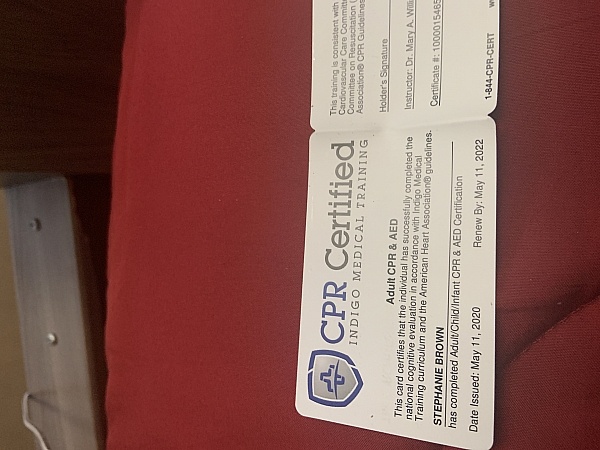 CPR Certified
INDIGO MEDICAL TRAINING
Adult CPR & AED
This card certifies that the individual has successfully completed the
national cognitive evaluation in accordance with Indigo Medical
Training curriculum and the American Heart Association® guidelines.
STEPHANIE BROWN
has completed Adult/Child/Infant CPR & AED Certification
Date Issued: May 11, 2020 Renew By: May 11, 2022
This training is consistent with
Cardiovascular Care
Committee on Resuscitation
Association® CPR Guidelines
Holder's Signature
Instructor: Dr. Mary A.
Certificate #:
1-844-CPR-CERT